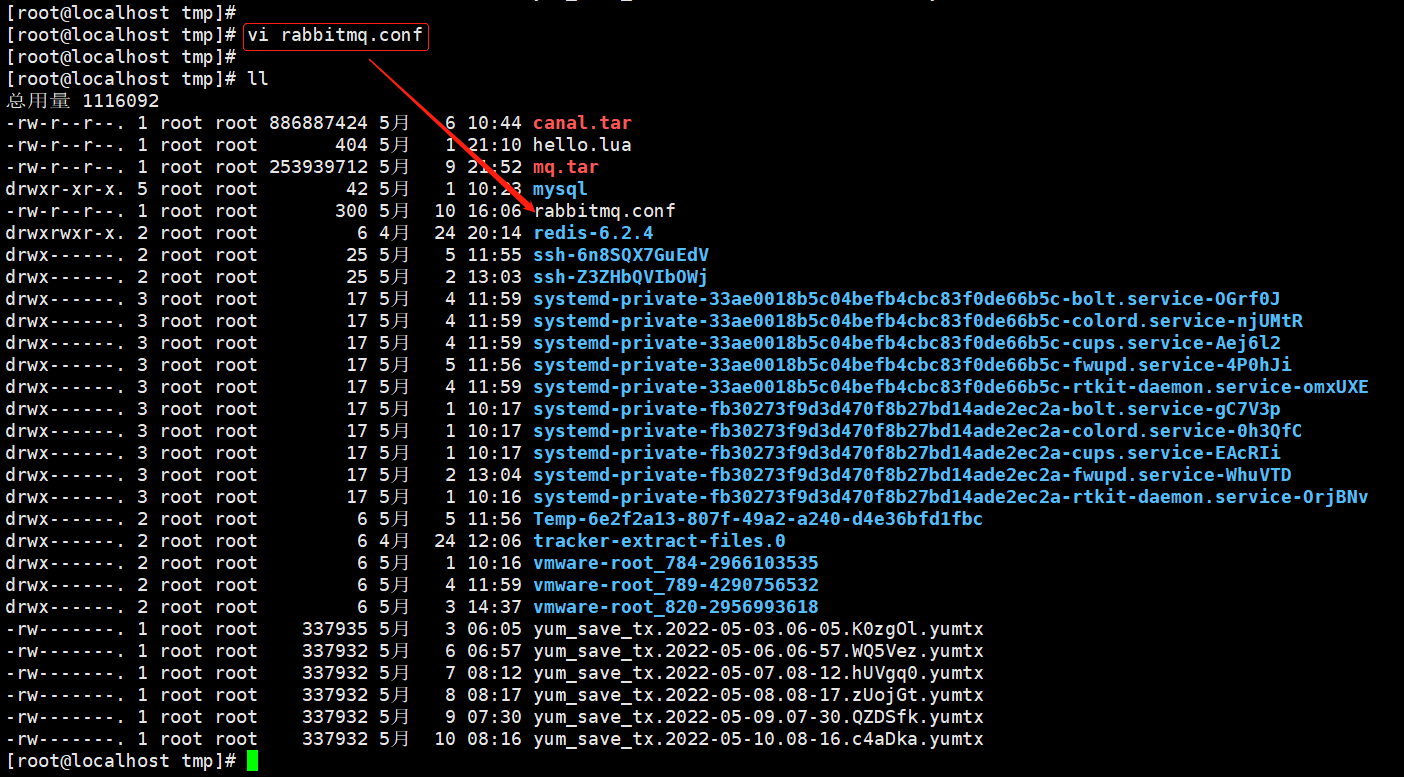 [root@localhost tmp]#
[root@localhost tmp]# vi rabbitmq.conf
[root@localhost tmp]#
[root@localhost tmp]# ll
总用量 1116092
-rw-r--r--. 1 root root 886887424 5月 6 10:44 canal.tar
-rw-r--r--. 1 root root 404 5月 1 21:10 hello.lua
-rw-r--r--. 1 root root 253939712 5月 9 21:52 mq.tar
drwxr-xr-x. 5 root root 42 5月 1 10:23 mysql
-rw-r--r--. 1 root root 300 5月 10 16:06 rabbitmq.conf
drwxrwxr-x. 2 root root 6 4月 24 20:14 redis-6.2.4
drwx------. 2 root root 25 5月 5 11:55 ssh-6n8SQX7GuEdV
drwx------. 2 root root 25 5月 2 13:03 ssh-Z3ZHbQVIbOWj
drwx------. 3 root root 17 5月 4 11:59 systemd-private-33ae0018b5c04befb4cbc83f0de66b5c-bolt.service-OGrf0J
drwx------. 3 root root 17 5月 4 11:59 systemd-private-33ae0018b5c04befb4cbc83f0de66b5c-colord.service-njUMtR
drwx------. 3 root root 17 5月 4 11:59 systemd-private-33ae0018b5c04befb4cbc83f0de66b5c-cups.service-Aej6l2
drwx------. 3 root root 17 5月 5 11:56 systemd-private-33ae0018b5c04befb4cbc83f0de66b5c-fwupd.service-4P0hJi
drwx------. 3 root root 17 5月 4 11:59 systemd-private-33ae0018b5c04befb4cbc83f0de66b5c-rtkit-daemon.service-omxUXE
drwx------. 3 root root 17 5月 1 10:17 systemd-private-fb30273f9d3d470f8b27bd14ade2ec2a-bolt.service-gC7V3p
drwx------. 3 root root 17 5月 1 10:17 systemd-private-fb30273f9d3d470f8b27bd14ade2ec2a-colord.service-0h3QfC
drwx------. 3 root root 17 5月 1 10:17 systemd-private-fb30273f9d3d470f8b27bd14ade2ec2a-cups.service-EAcRIi
drwx------. 3 root root 17 5月 2 13:04 systemd-private-fb30273f9d3d470f8b27bd14ade2ec2a-fwupd.service-WhuVTD
drwx------. 3 root root 17 5月 1 10:16 systemd-private-fb30273f9d3d470f8b27bd14ade2ec2a-rtkit-daemon.service-OrjBNv
drwx------. 2 root root 6 5月 5 11:56 Temp-6e2f2a13-807f-49a2-a240-d4e36bfd1fbc
drwx------. 2 root root 6 4月 24 12:06 tracker-extract-files.0
drwx------. 2 root root 6 5月 1 10:16 vmware-root_784-2966103535
drwx------. 2 root root 6 5月 4 11:59 vmware-root_789-4290756532
drwx------. 2 root root 6 5月 3 14:37 vmware-root_820-2956993618
-rw-------. 1 root root 337935 5月 3 06:05 yum_save_tx.2022-05-03.06-05.K0zgOl.yumtx
-rw-------. 1 root root 337932 5月 6 06:57 yum_save_tx.2022-05-06.06-57.WQ5Vez.yumtx
-rw-------. 1 root root 337932 5月 7 08:12 yum_save_tx.2022-05-07.08-12.hUVgq0.yumtx
-rw-------. 1 root root 337932 5月 8 08:17 yum_save_tx.2022-05-08.08-17.zUojGt.yumtx
-rw-------. 1 root root 337932 5月 9 07:30 yum_save_tx.2022-05-09.07-30.QZDSfk.yumtx
-rw-------. 1 root root 337932 5月 10 08:16 yum_save_tx.2022-05-10.08-16.c4aDka.yumtx
[root@localhost tmp]#